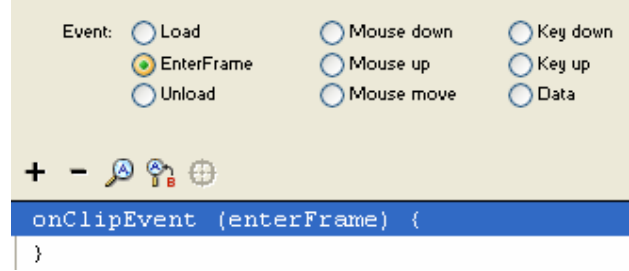 Event: Load Mouse down Key down
EnterFrame Mouse up Key up
Unload Mouse move Data
onClipEvent (enterFrame) {
}